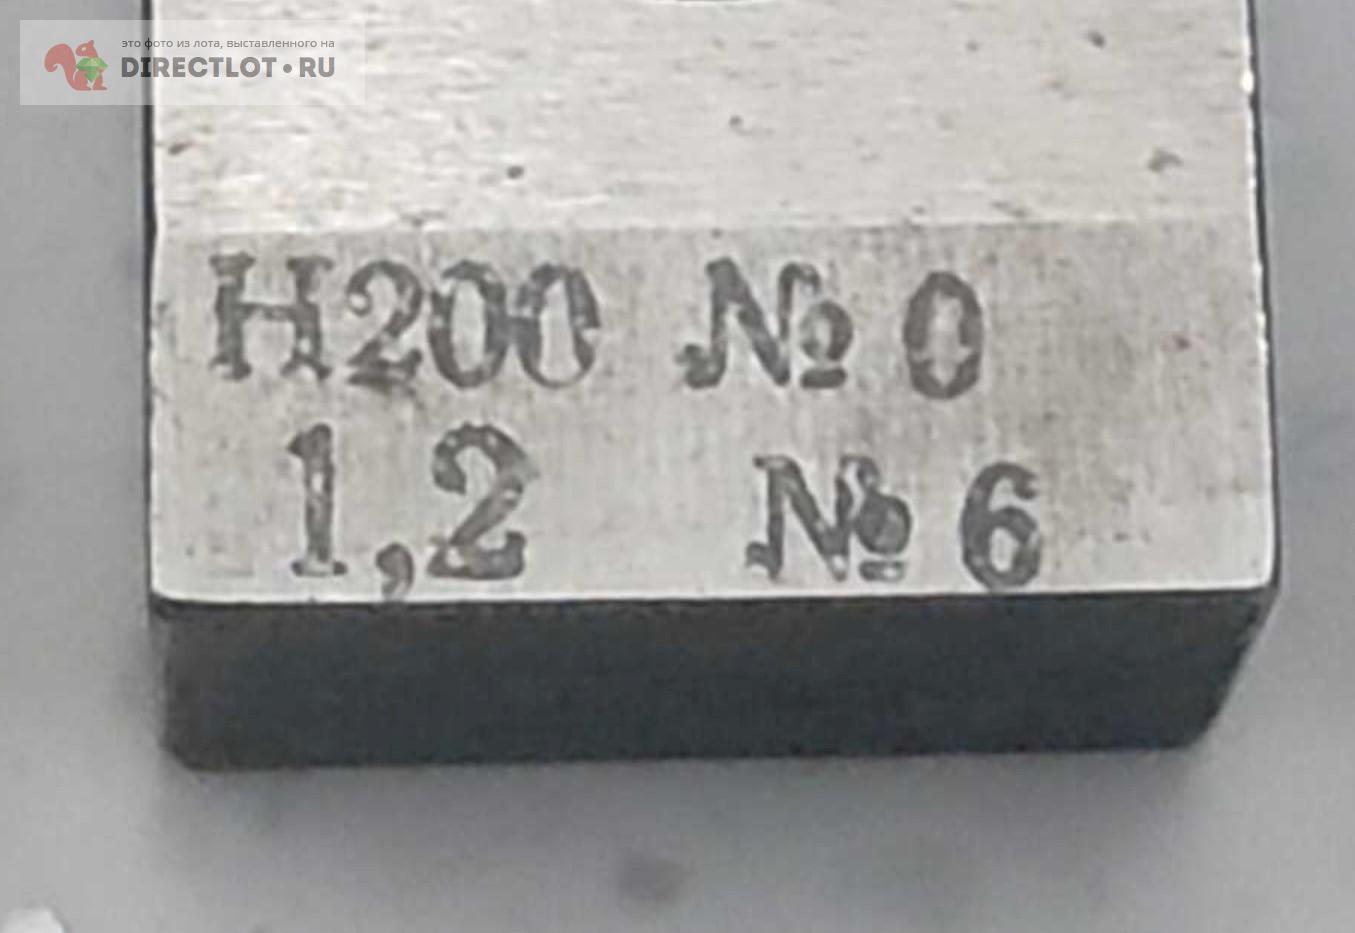 это фото из лота, выставленного на
DIRECTLOT•RU
Н200 № 0
1,2 № 6